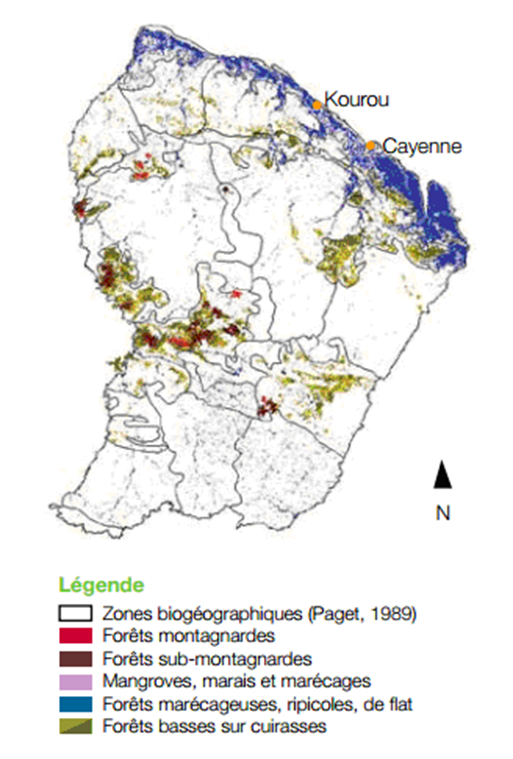 Kourou
Cayenne
N
Légende
Zones biogéographiques (Paget, 1989)
Forêts montagnardes
Forêts sub-montagnardes
Mangroves, marais et marécages
Forêts marécageuses, ripicoles, de flat
Forêts basses sur cuirasses